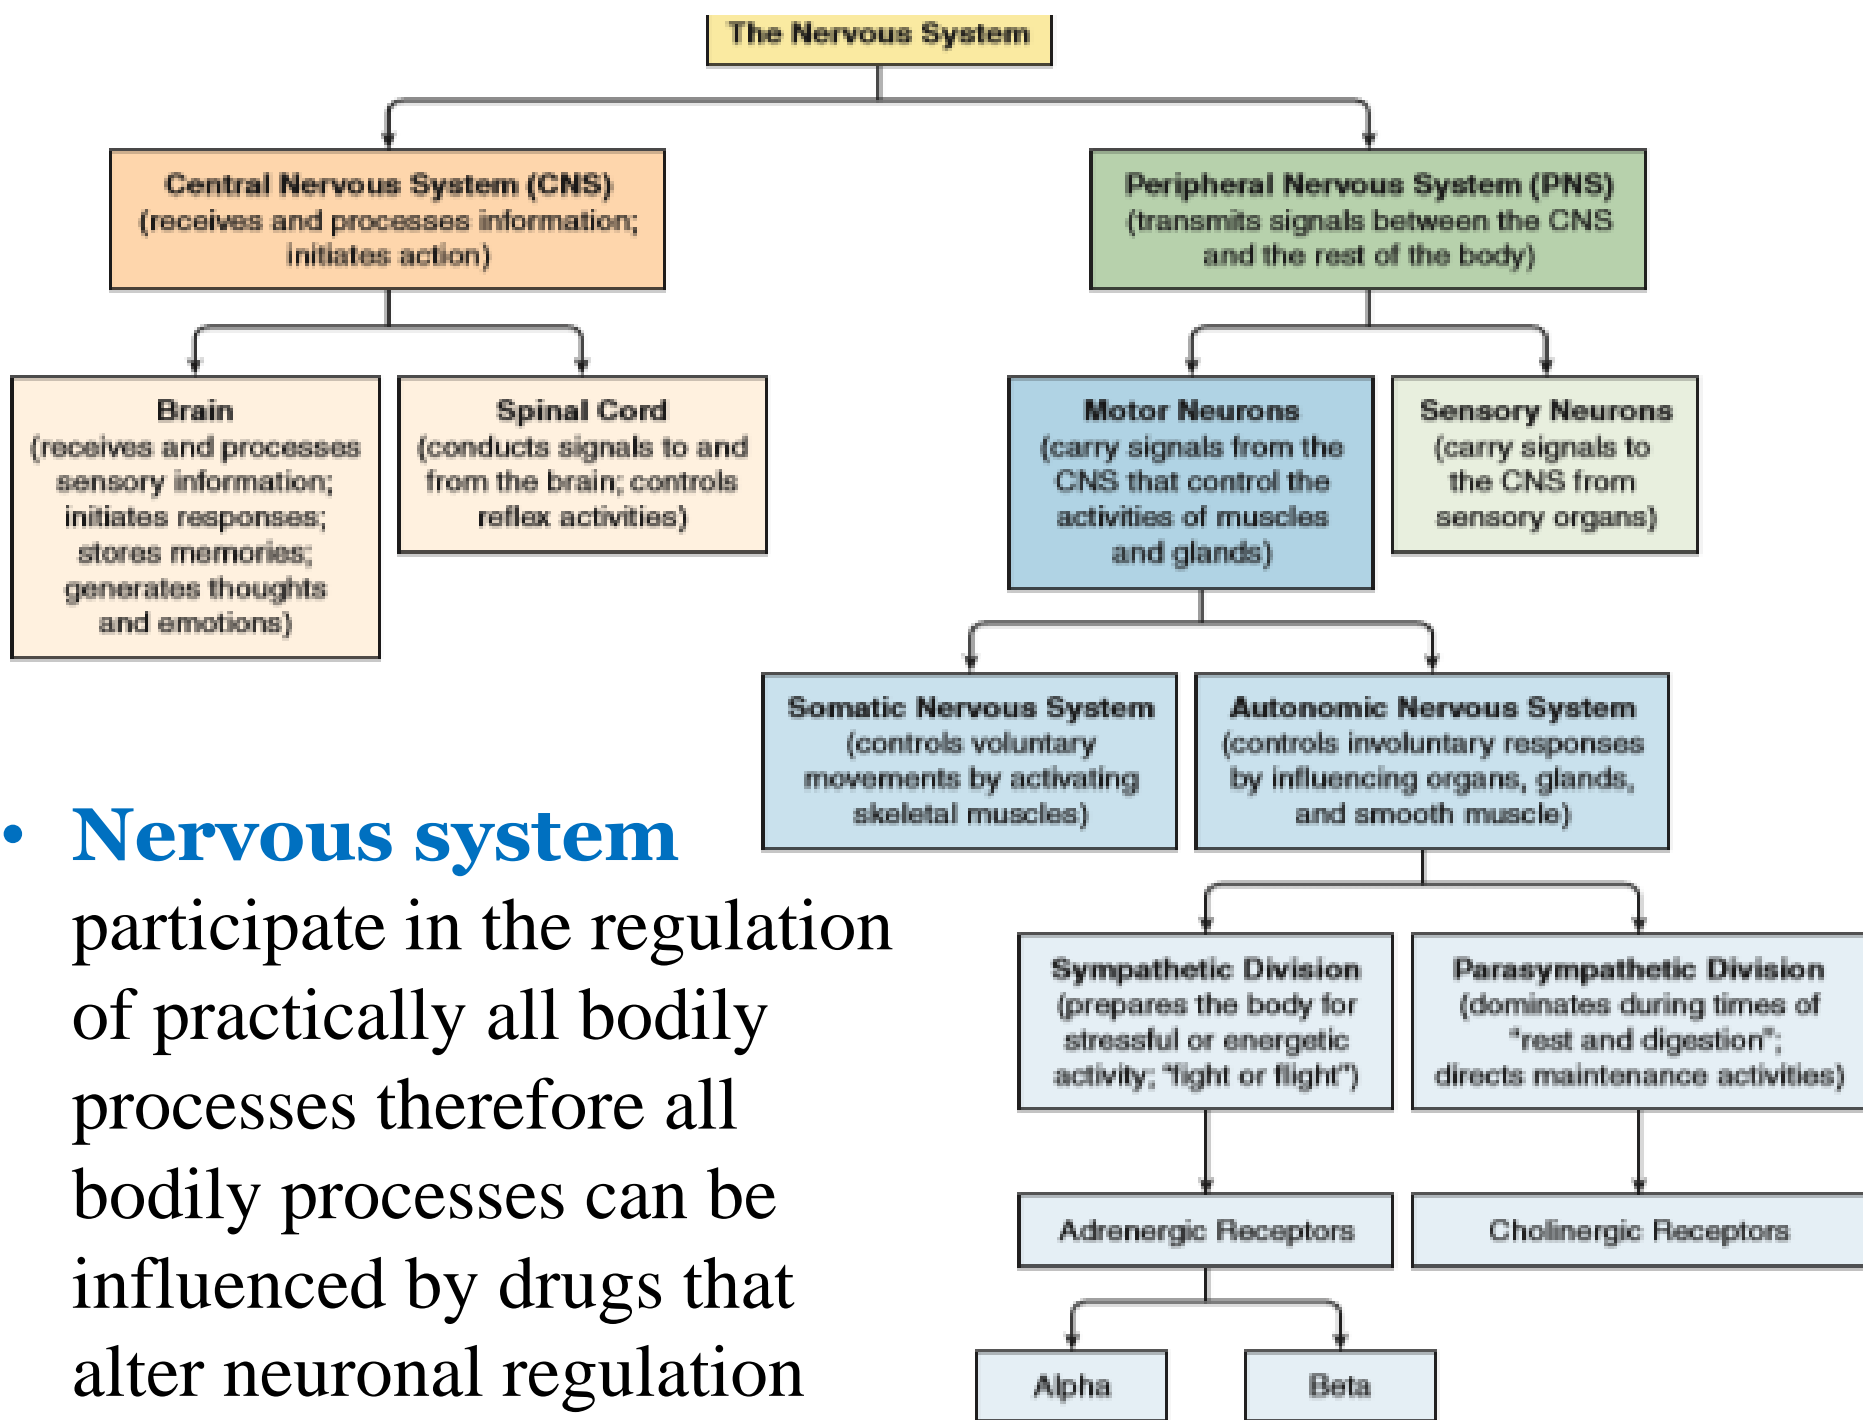 The Nervous System
Central Nervous System (CNS)
(receives and processes information;
initiates action)
Peripheral Nervous System (PNS)
(transmits signals between the CNS
and the rest of the body)
Brain
(receives and processes
sensory information;
initiates responses;
stores memories;
generates thoughts
and emotions)
Spinal Cord
(conducts signals to and
from the brain; controls
reflex activities)
Motor Neurons
(carry signals from the
CNS that control the
activities of muscles
and glands)
Sensory Neurons
(carry signals to
the CNS from
sensory organs)
Somatic Nervous System
(controls voluntary
movements by activating
skeletal muscles)
Autonomic Nervous System
(controls involuntary responses
by influencing organs, glands,
and smooth muscle)
Sympathetic Division
(prepares the body for
stressful or energetic
activity; “fight or flight”)
Parasympathetic Division
(dominates during times of
“rest and digestion”;
directs maintenance activities)
Adrenergic Receptors
Cholinergic Receptors
Alpha
Beta
• Nervous system
participate in the regulation
of practically all bodily
processes therefore all
bodily processes can be
influenced by drugs that
alter neuronal regulation